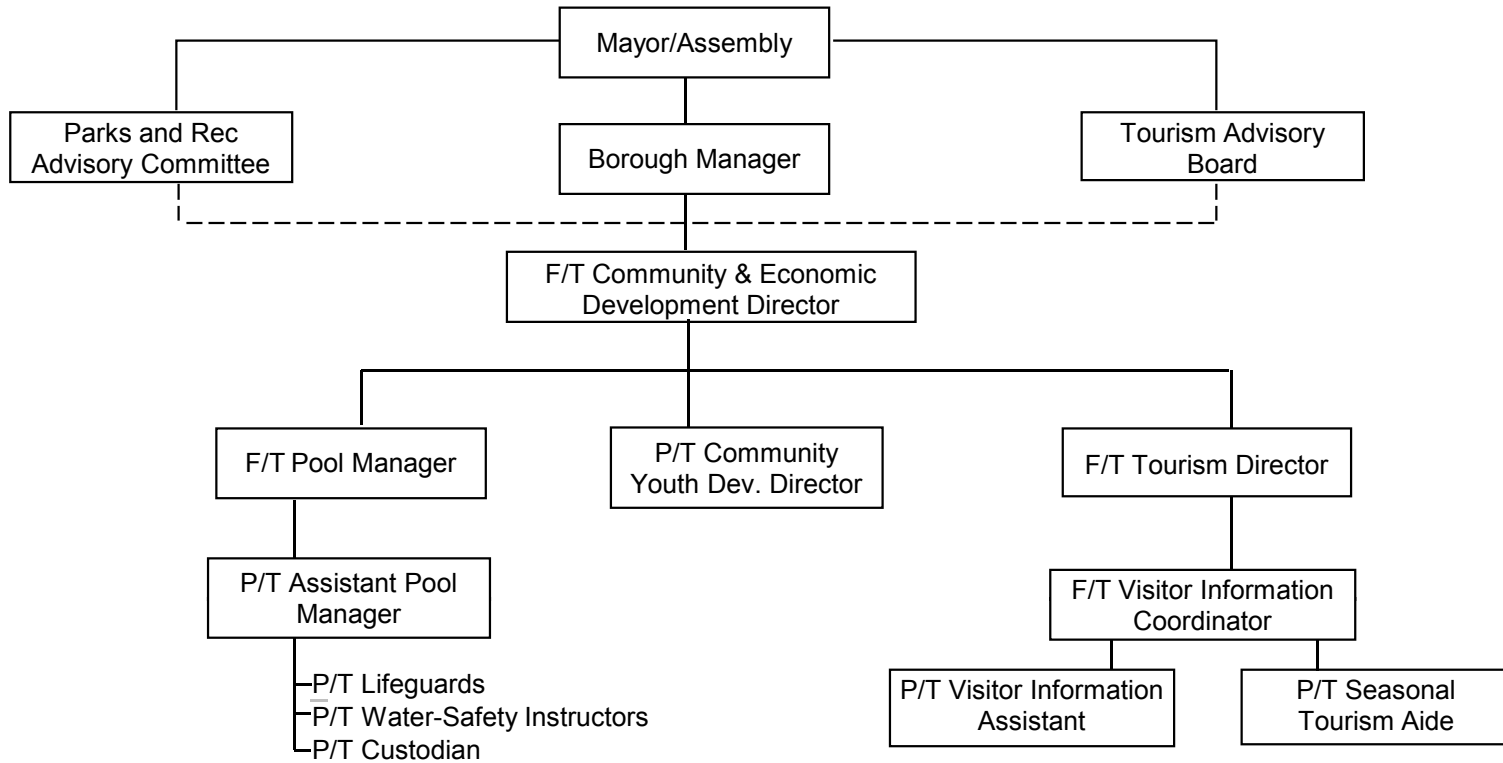 Mayor/Assembly
Parks and Rec
Advisory Committee
Borough Manager
Tourism Advisory
Board
F/T Community & Economic
Development Director
F/T Pool Manager
P/T Community
Youth Dev. Director
F/T Tourism Director
P/T Assistant Pool
Manager
F/T Visitor Information
Coordinator
P/T Lifeguards
P/T Water-Safety Instructors
P/T Custodian
P/T Visitor Information
Assistant
P/T Seasonal
Tourism Aide